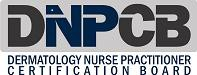 DNPCB
DERMATOLOGY NURSE PRACTITIONER
CERTIFICATION BOARD